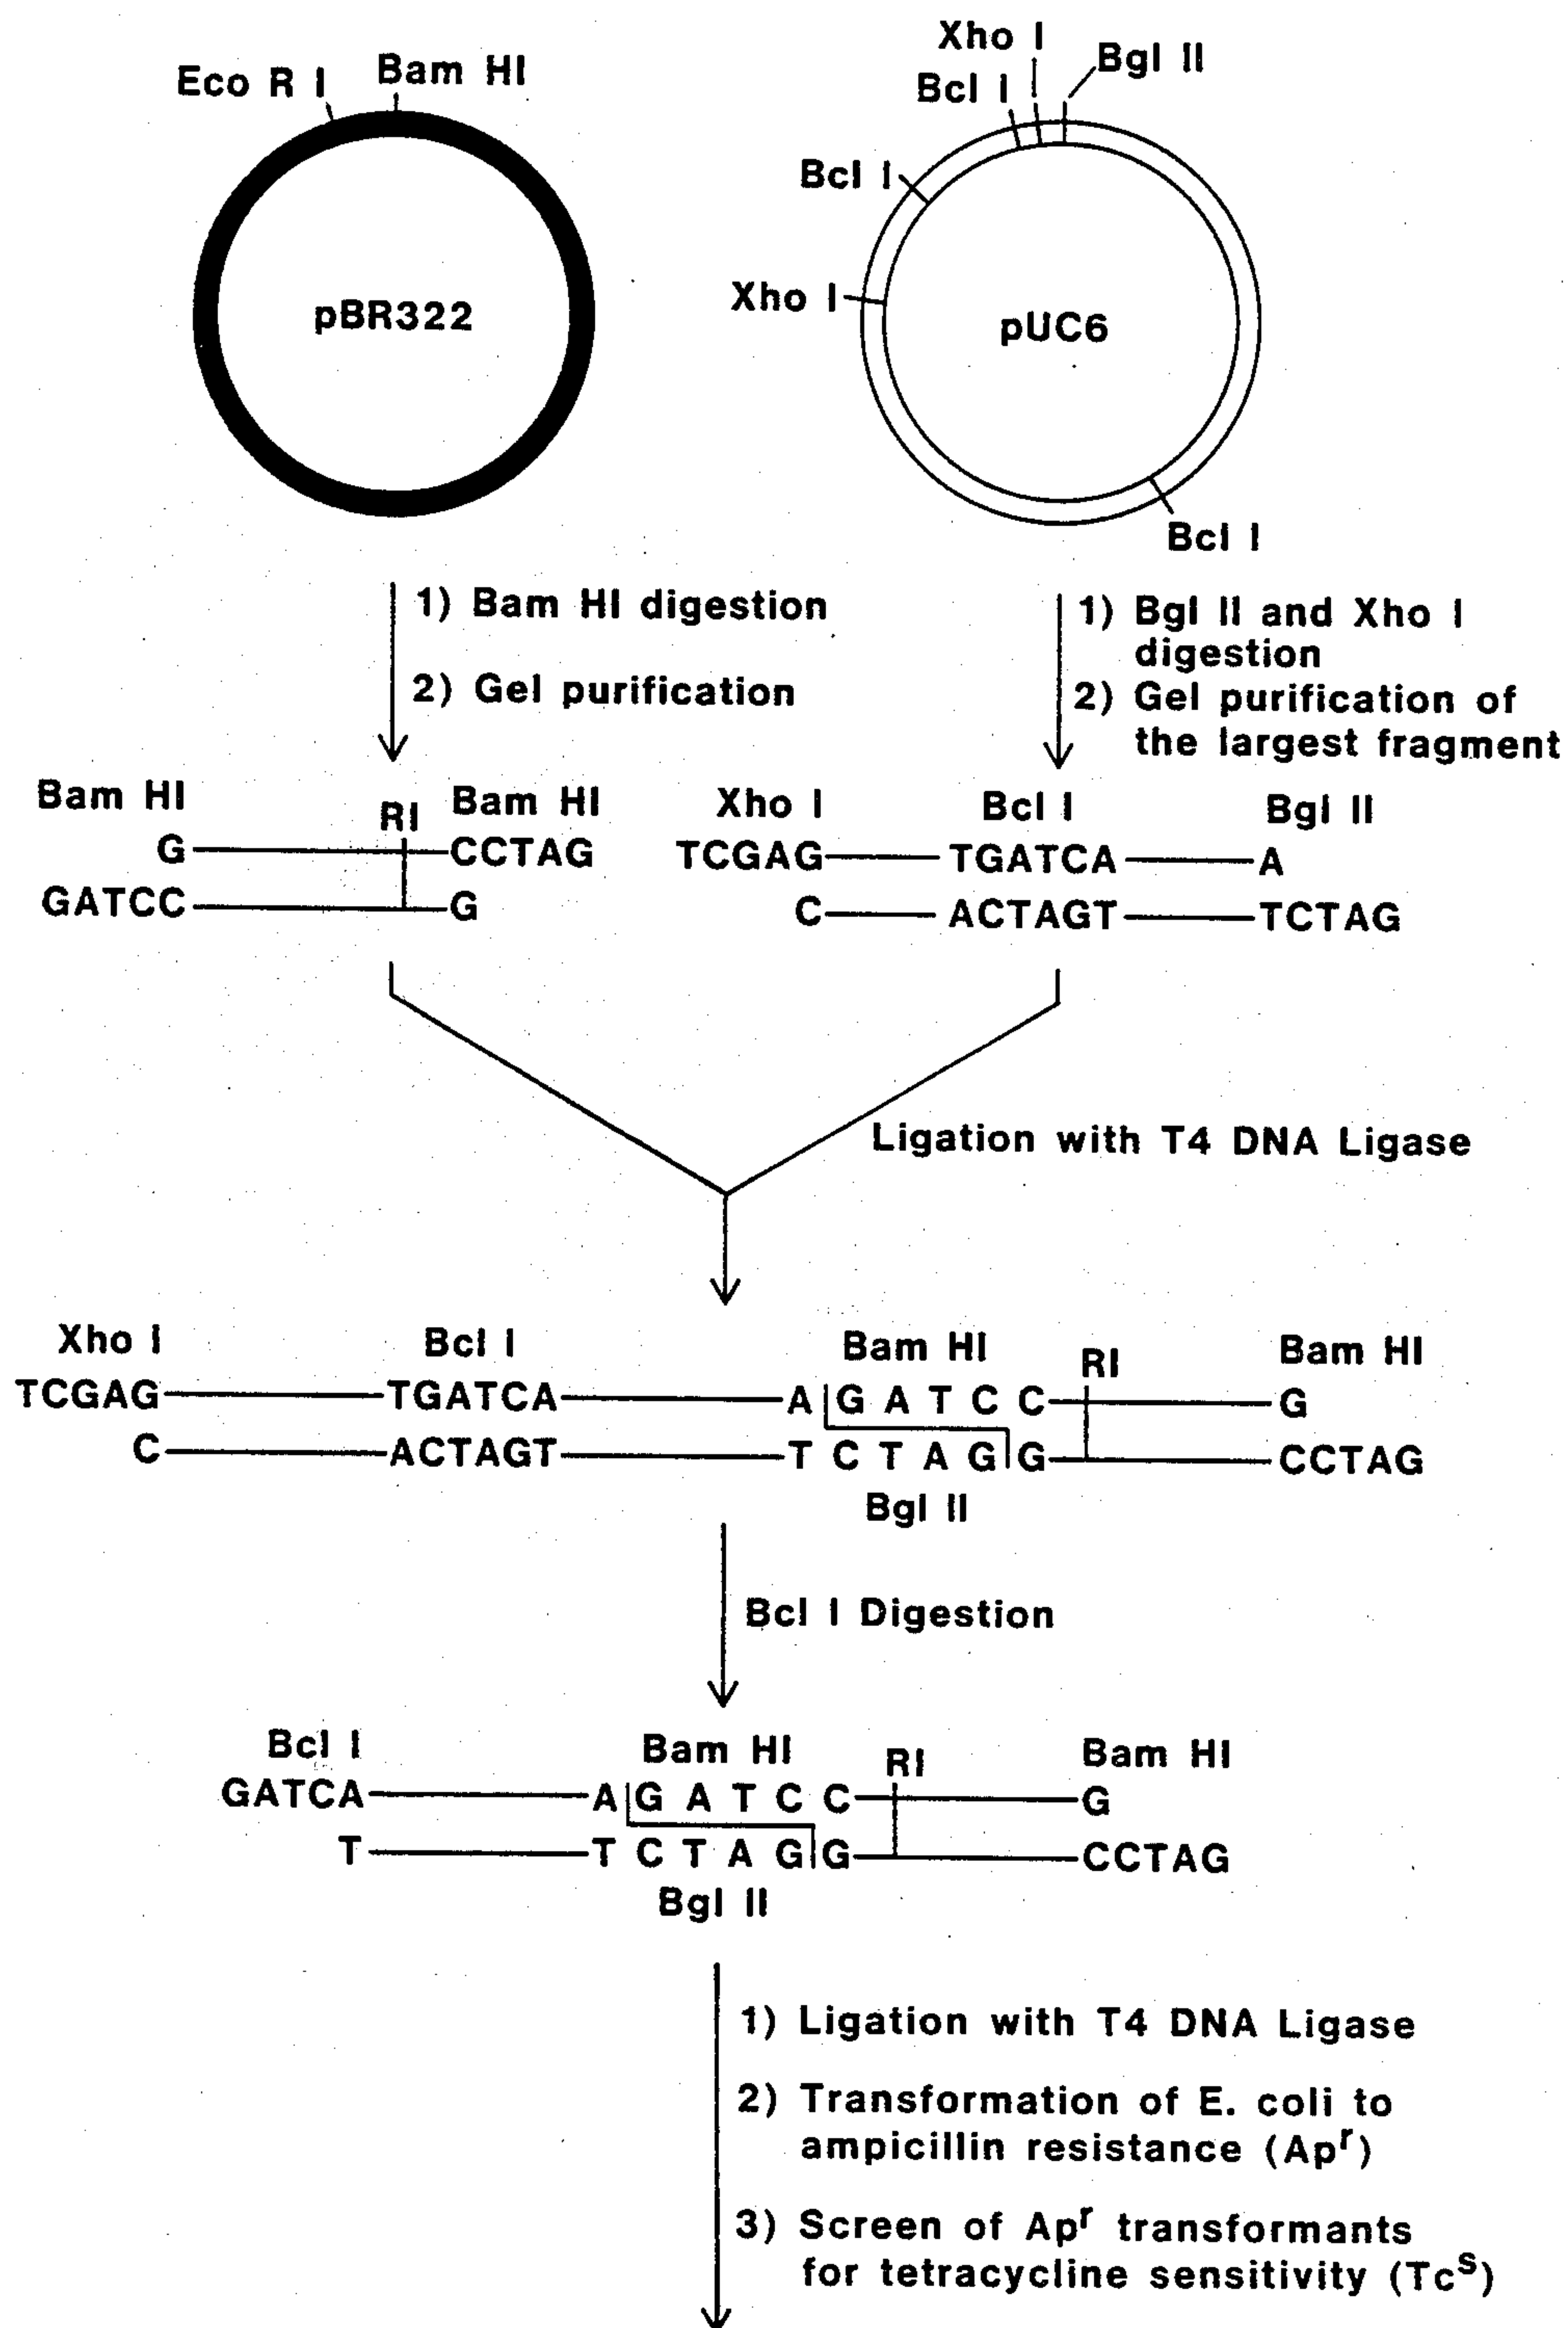 Eco R I
Bam HI
pBR322
Xho I
Bgl II
Bcl I
Bcl I
Xho I
pUC6
Bcl I
1) Bam HI digestion
2) Gel purification
1) Bgl II and Xho I
digestion
2) Gel purification of
the largest fragment
Bam HI RI Bam HI
G CCTAG
GATCC G
Xho I Bcl I Bgl II
TCGAG TGATCA A
C ACTAGT TCTAG
Ligation with T4 DNA Ligase
Xho I Bcl I Bam HI RI Bam HI
TCGAG TGATCA A G A T C C G
C ACTAGT T C T A G G CCTAG
Bgl II
Bcl I Digestion
Bcl I Bam HI RI Bam HI
GATCA A G A T C C G
T T C T A G G CCTAG
Bgl II
1) Ligation with T4 DNA Ligase
2) Transformation of E. coli to
ampicillin resistance (Apʳ)
3) Screen of Apʳ transformants
for tetracycline sensitivity (Tcˢ)